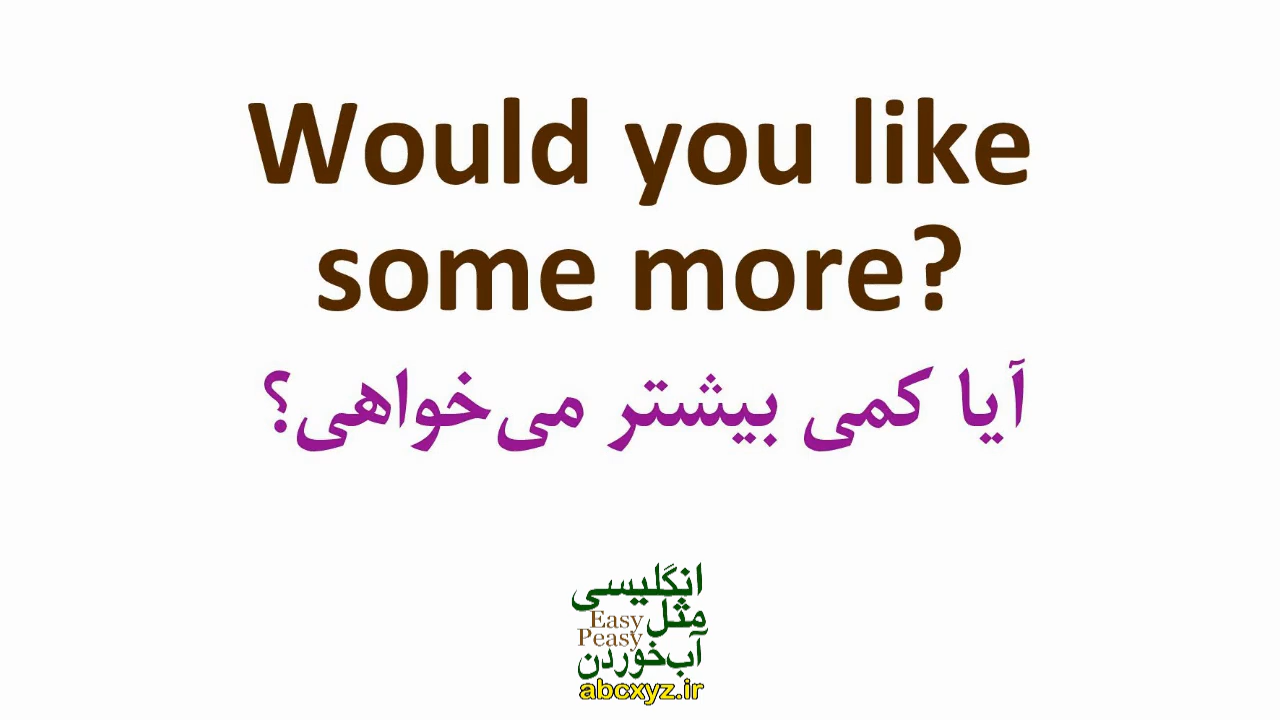 Would you like
some more?
آیا کمی بیشتر می‌خواهی؟
انگلیسی
مثل
Easy
Peasy
آب‌خوردن
abcxyz.ir